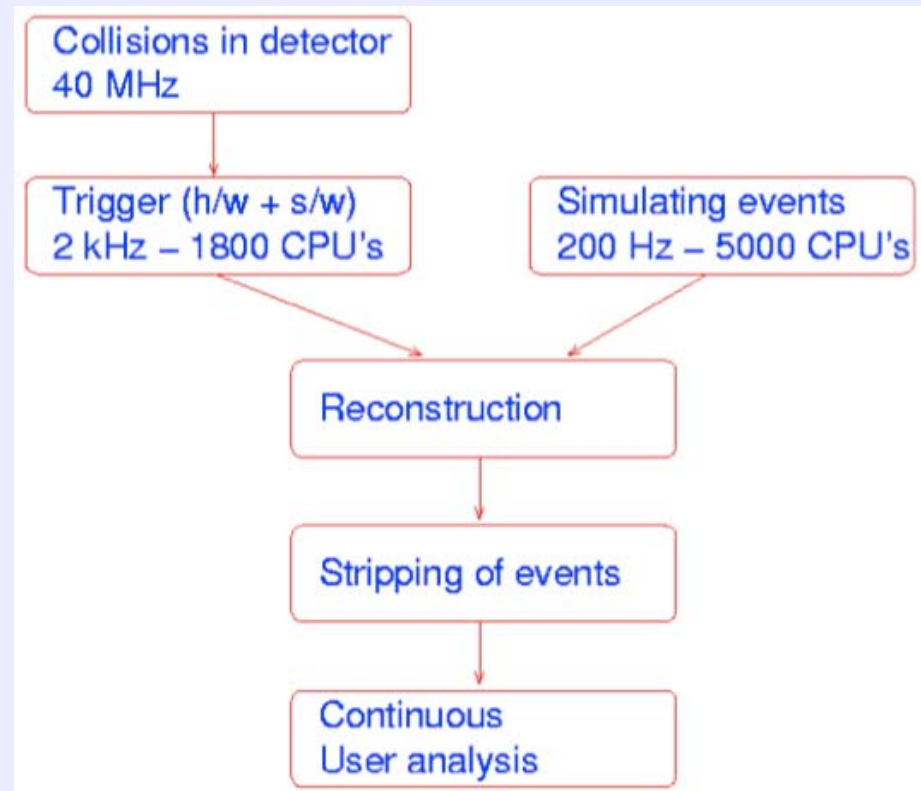 Collisions in detector
40 MHz
Trigger (h/w + s/w)
2 kHz – 1800 CPU's
Simulating events
200 Hz – 5000 CPU's
Reconstruction
Stripping of events
Continuous
User analysis